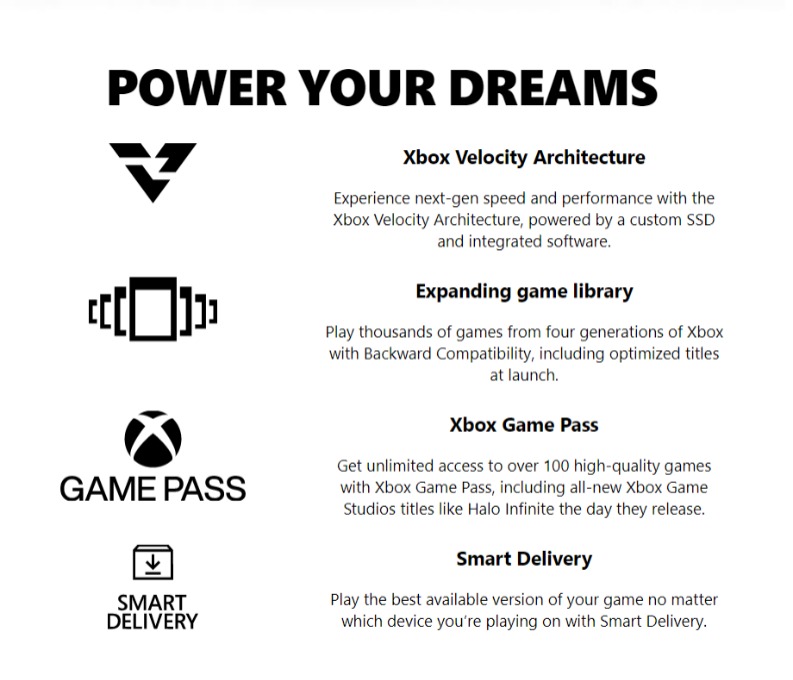 POWER YOUR DREAMS
Xbox Velocity Architecture
Experience next-gen speed and performance with the
Xbox Velocity Architecture, powered by a custom SSD
and integrated software.
Expanding game library
Play thousands of games from four generations of Xbox
with Backward Compatibility, including optimized titles
at launch.
GAME PASS
Xbox Game Pass
Get unlimited access to over 100 high-quality games
with Xbox Game Pass, including all-new Xbox Game
Studios titles like Halo Infinite the day they release.
SMART
DELIVERY
Smart Delivery
Play the best available version of your game no matter
which device you’re playing on with Smart Delivery.